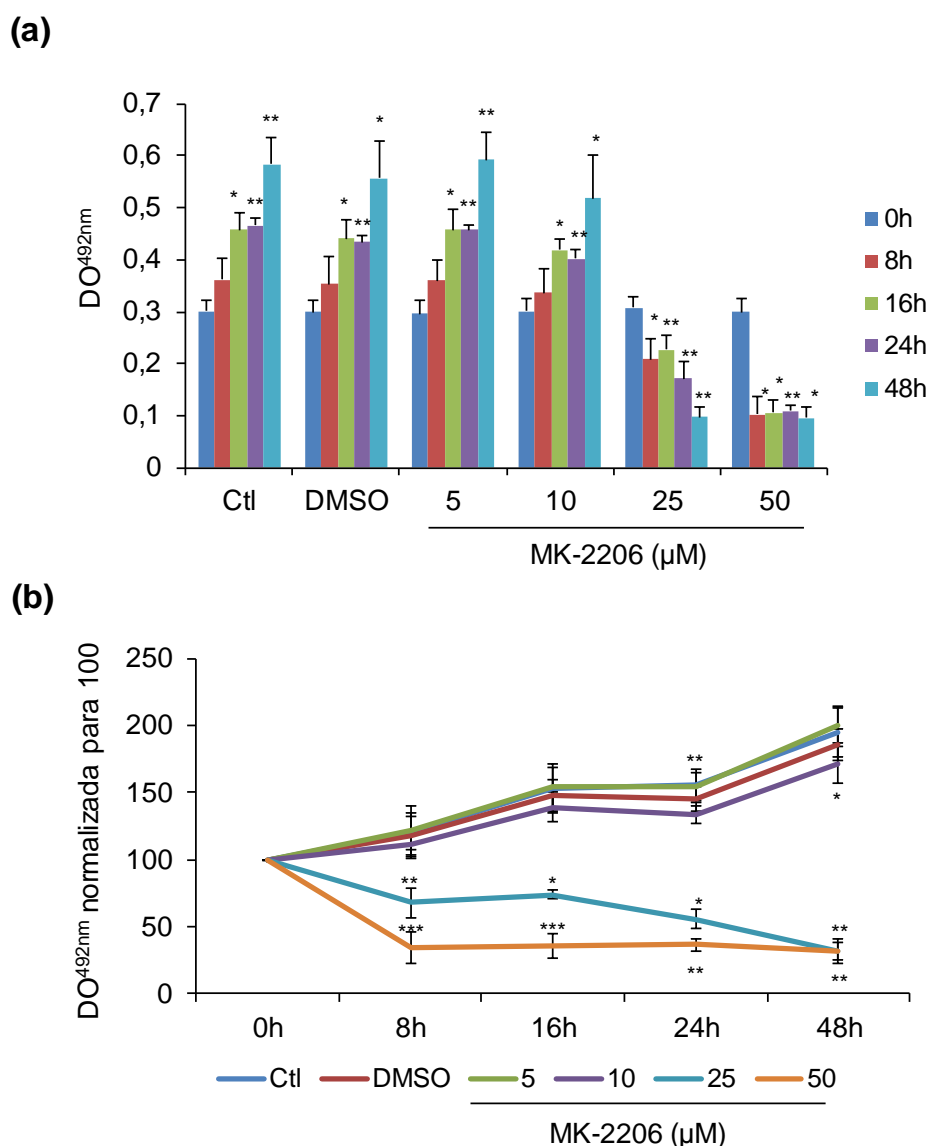 (a)
0,7
0,6
0,5
0,4
0,3
0,2
0,1
0
DO492nm
** * ** *
* ** * ** * ** * **
* ** ** **
* * ** *
0h
8h
16h
24h
48h
Ctl DMSO 5 10 25 50
MK-2206 (µM)
(b)
250
200
150
100
50
0
DO492nm normalizada para 100
**
*
** * * **
*** *** ** **
0h 8h 16h 24h 48h
Ctl DMSO 5 10 25 50
MK-2206 (µM)